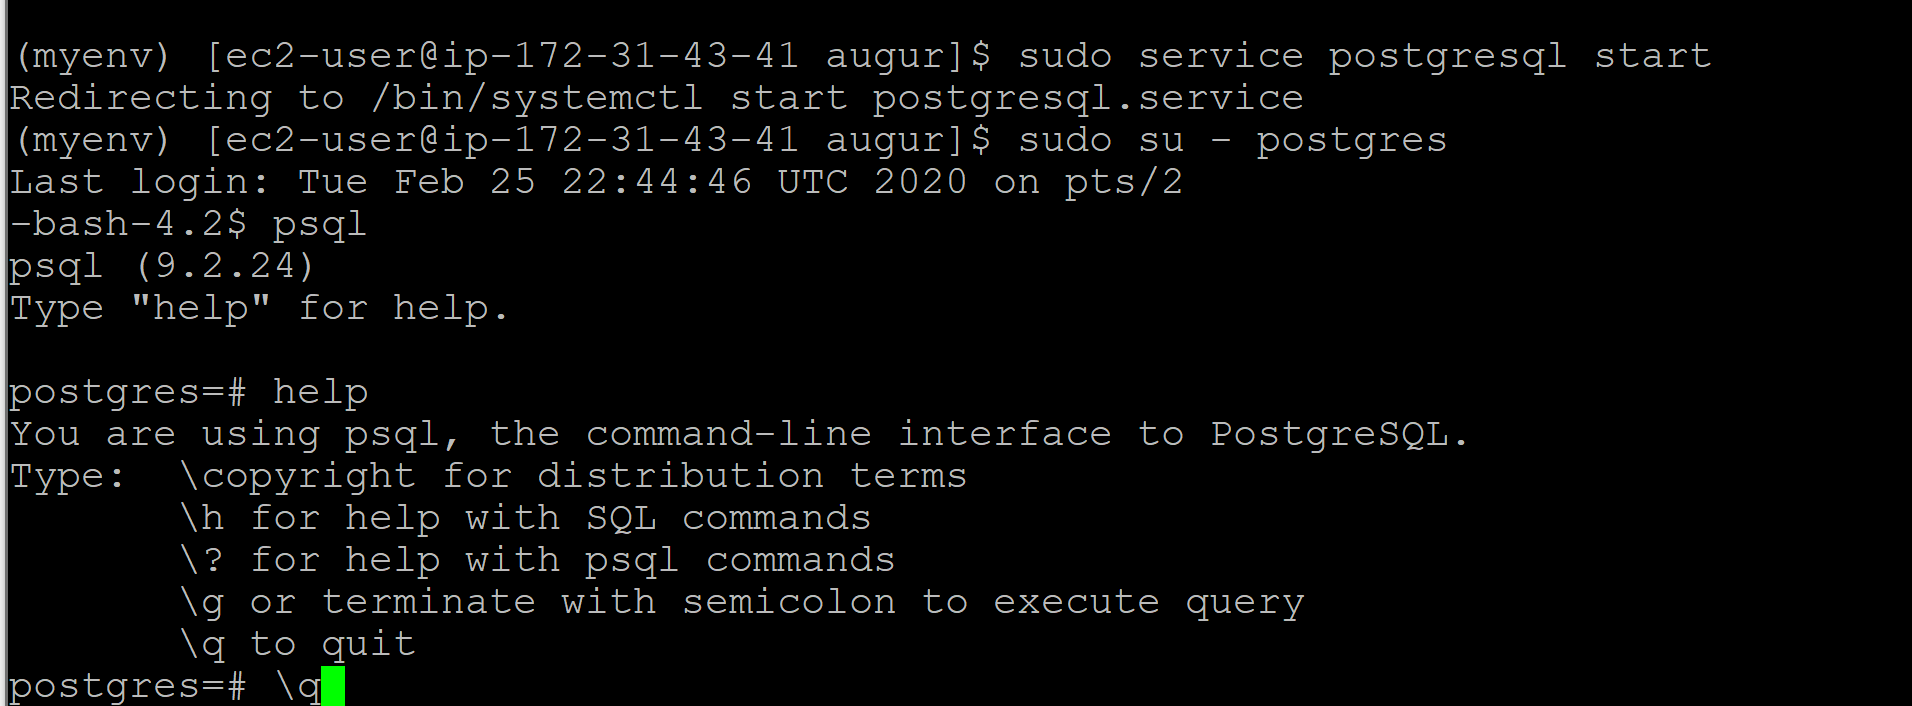 (myenv) [ec2-user@ip-172-31-43-41 augur]$ sudo service postgresql start
Redirecting to /bin/systemctl start postgresql.service
(myenv) [ec2-user@ip-172-31-43-41 augur]$ sudo su - postgres
Last login: Tue Feb 25 22:44:46 UTC 2020 on pts/2
-bash-4.2$ psql
psql (9.2.24)
Type "help" for help.

postgres=# help
You are using psql, the command-line interface to PostgreSQL.
Type:  \copyright for distribution terms
       \h for help with SQL commands
       \? for help with psql commands
       \g or terminate with semicolon to execute query
       \q to quit
postgres=# \q